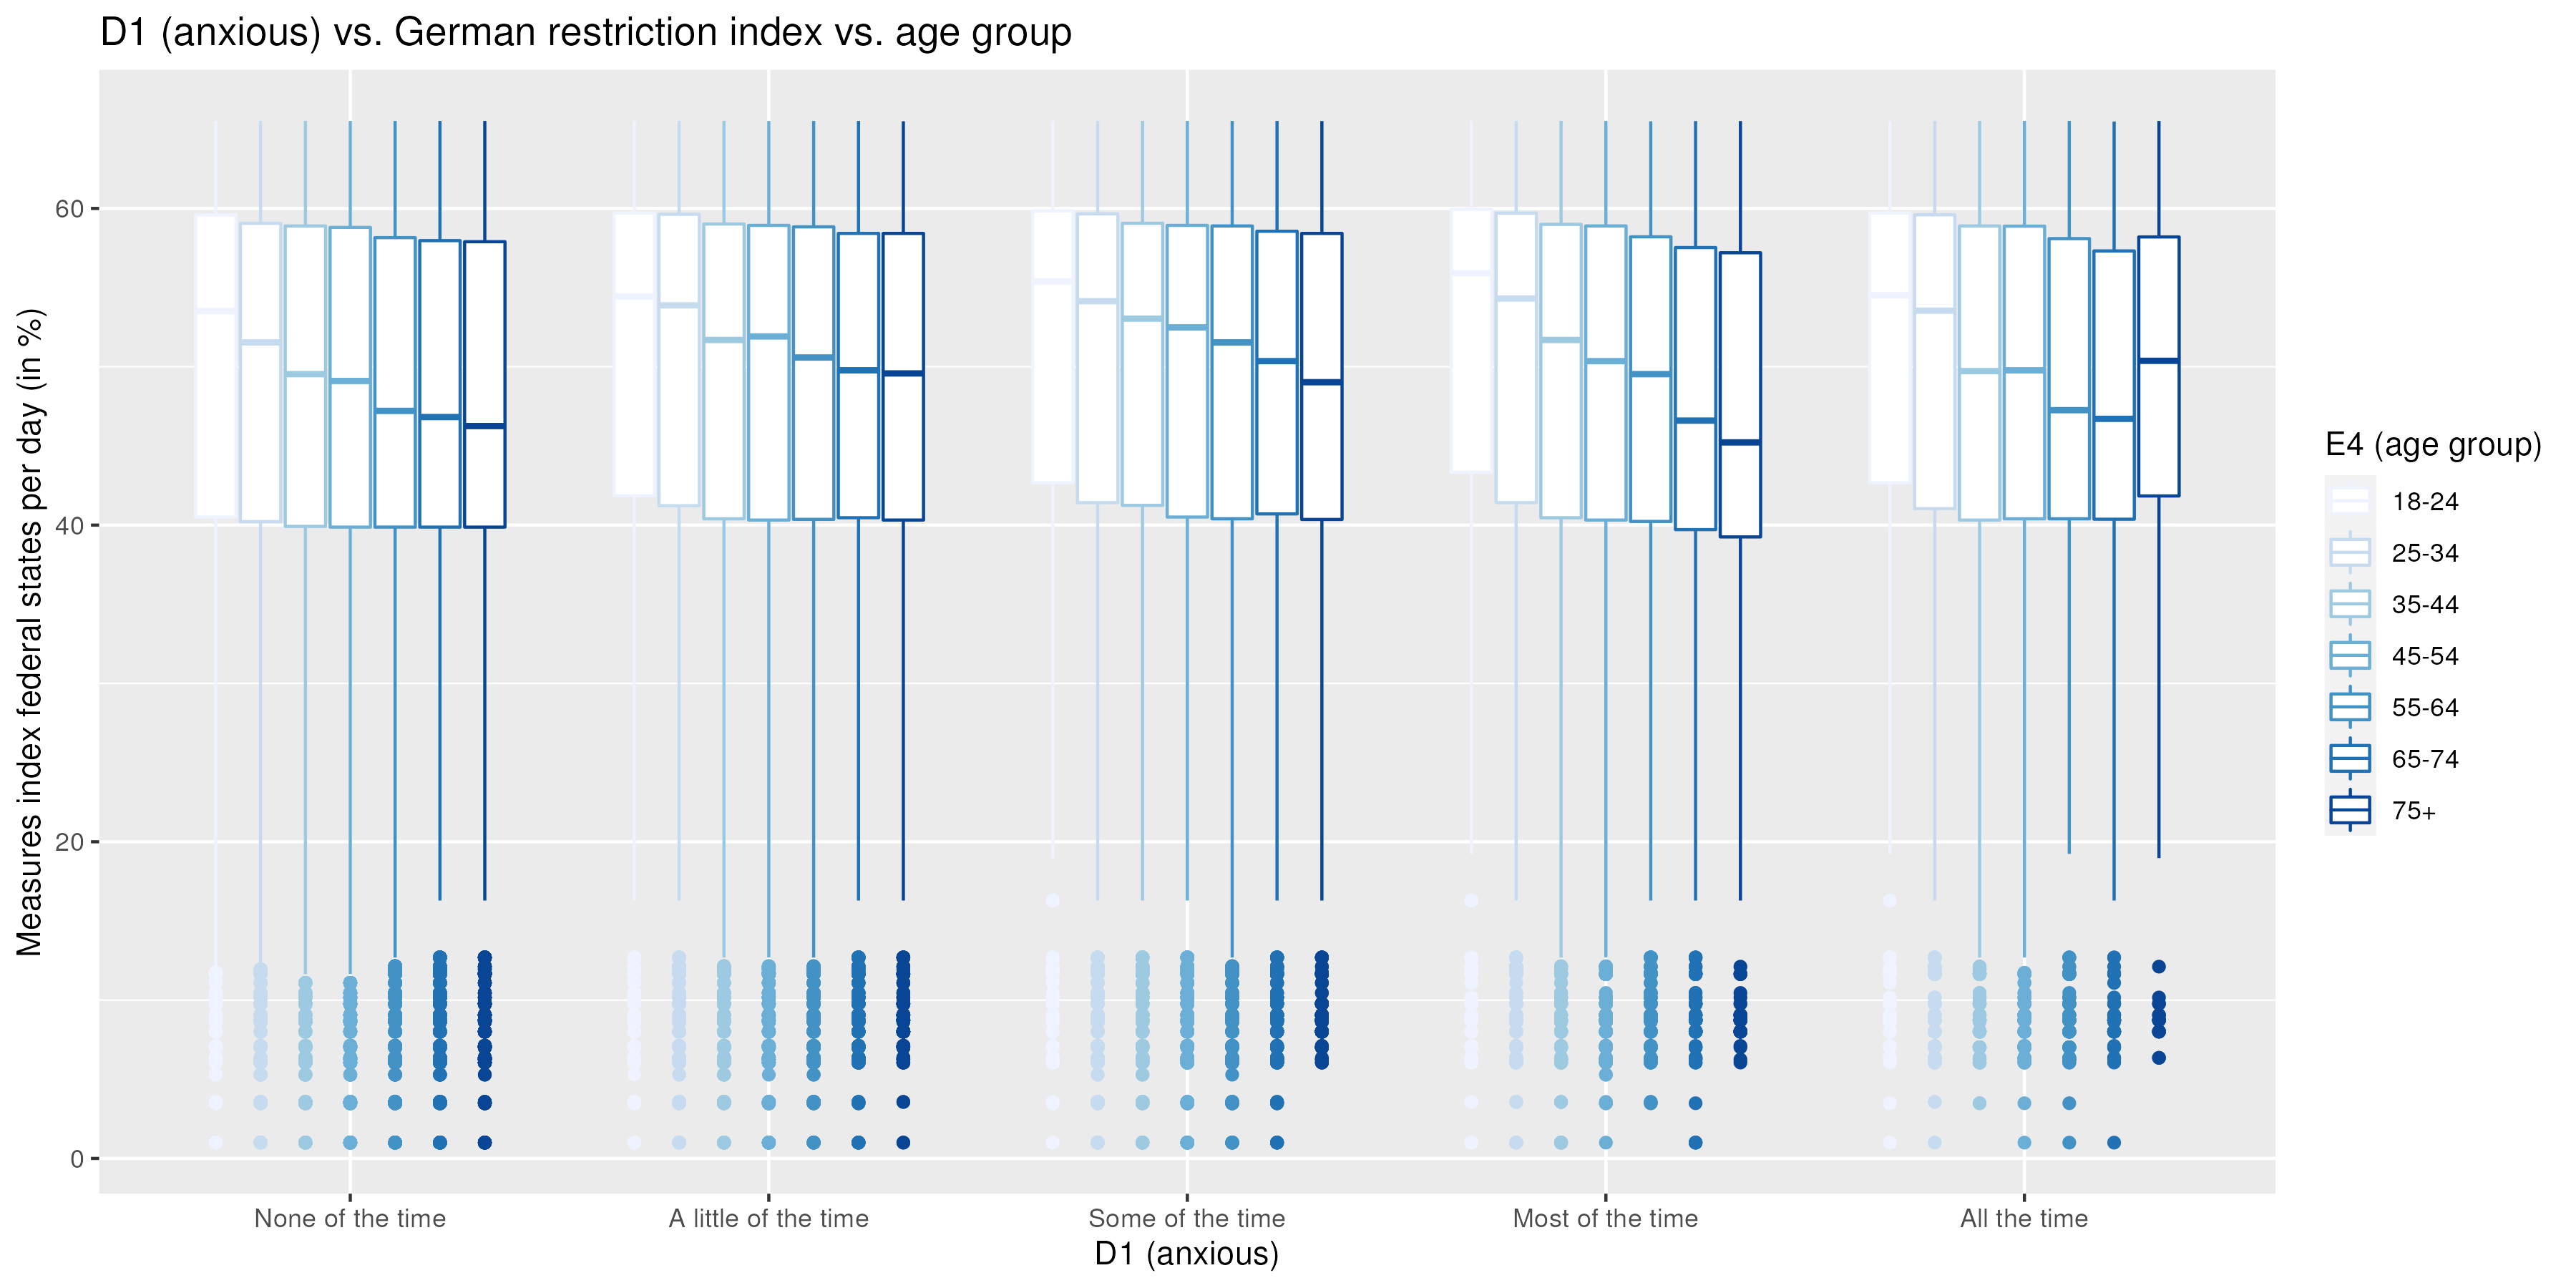 D1 (anxious) vs. German restriction index vs. age group
Measures index federal states per day (in %)
60
40
20
0
None of the time
A little of the time
Some of the time
Most of the time
All the time
D1 (anxious)
E4 (age group)
18-24
25-34
35-44
45-54
55-64
65-74
75+